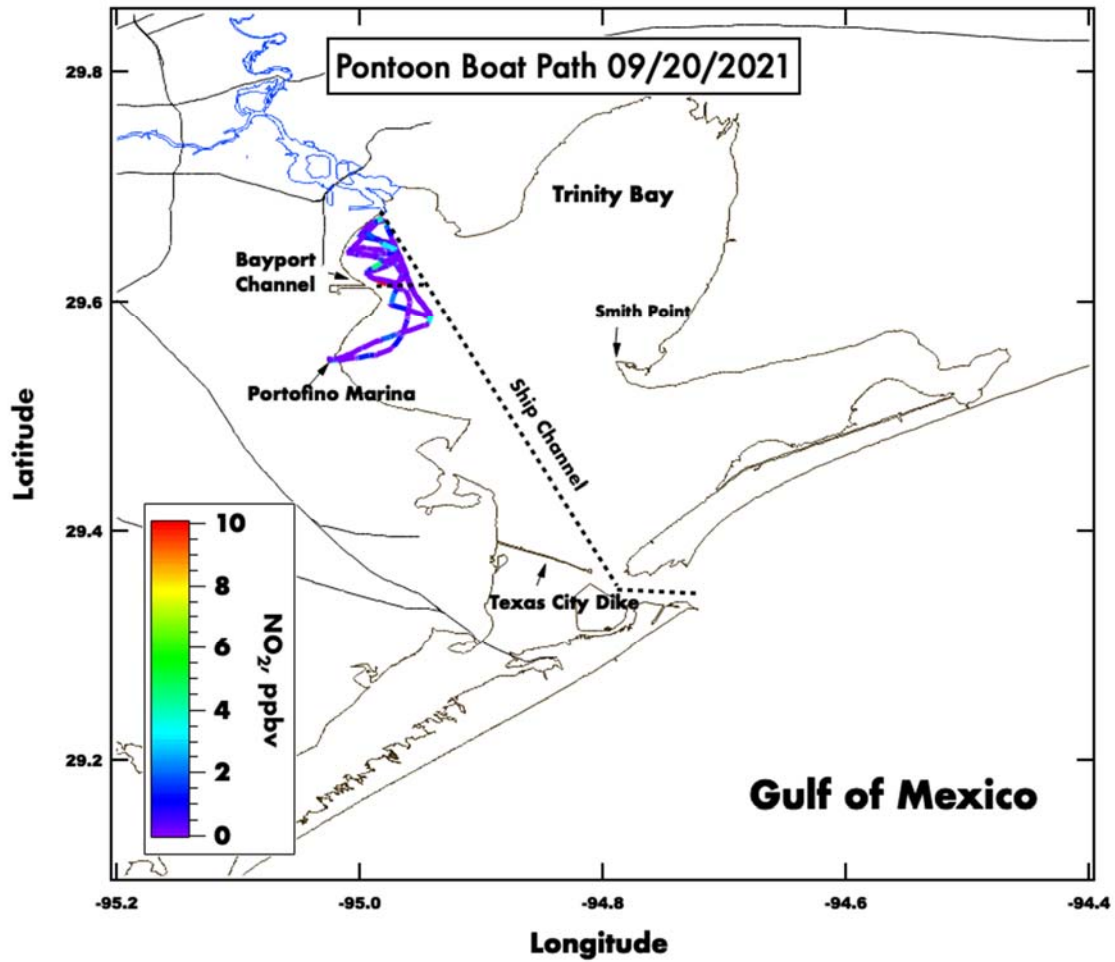 Pontoon Boat Path 09/20/2021
29.8
Trinity Bay
Bayport
Channel
29.6
Smith Point
Portofino Marina
Ship Channel
Latitude
10
8
6
4
2
0
NO2, ppbv
29.4
Texas City Dike
29.2
Gulf of Mexico
-95.2
-95.0
-94.8
-94.6
-94.4
Longitude